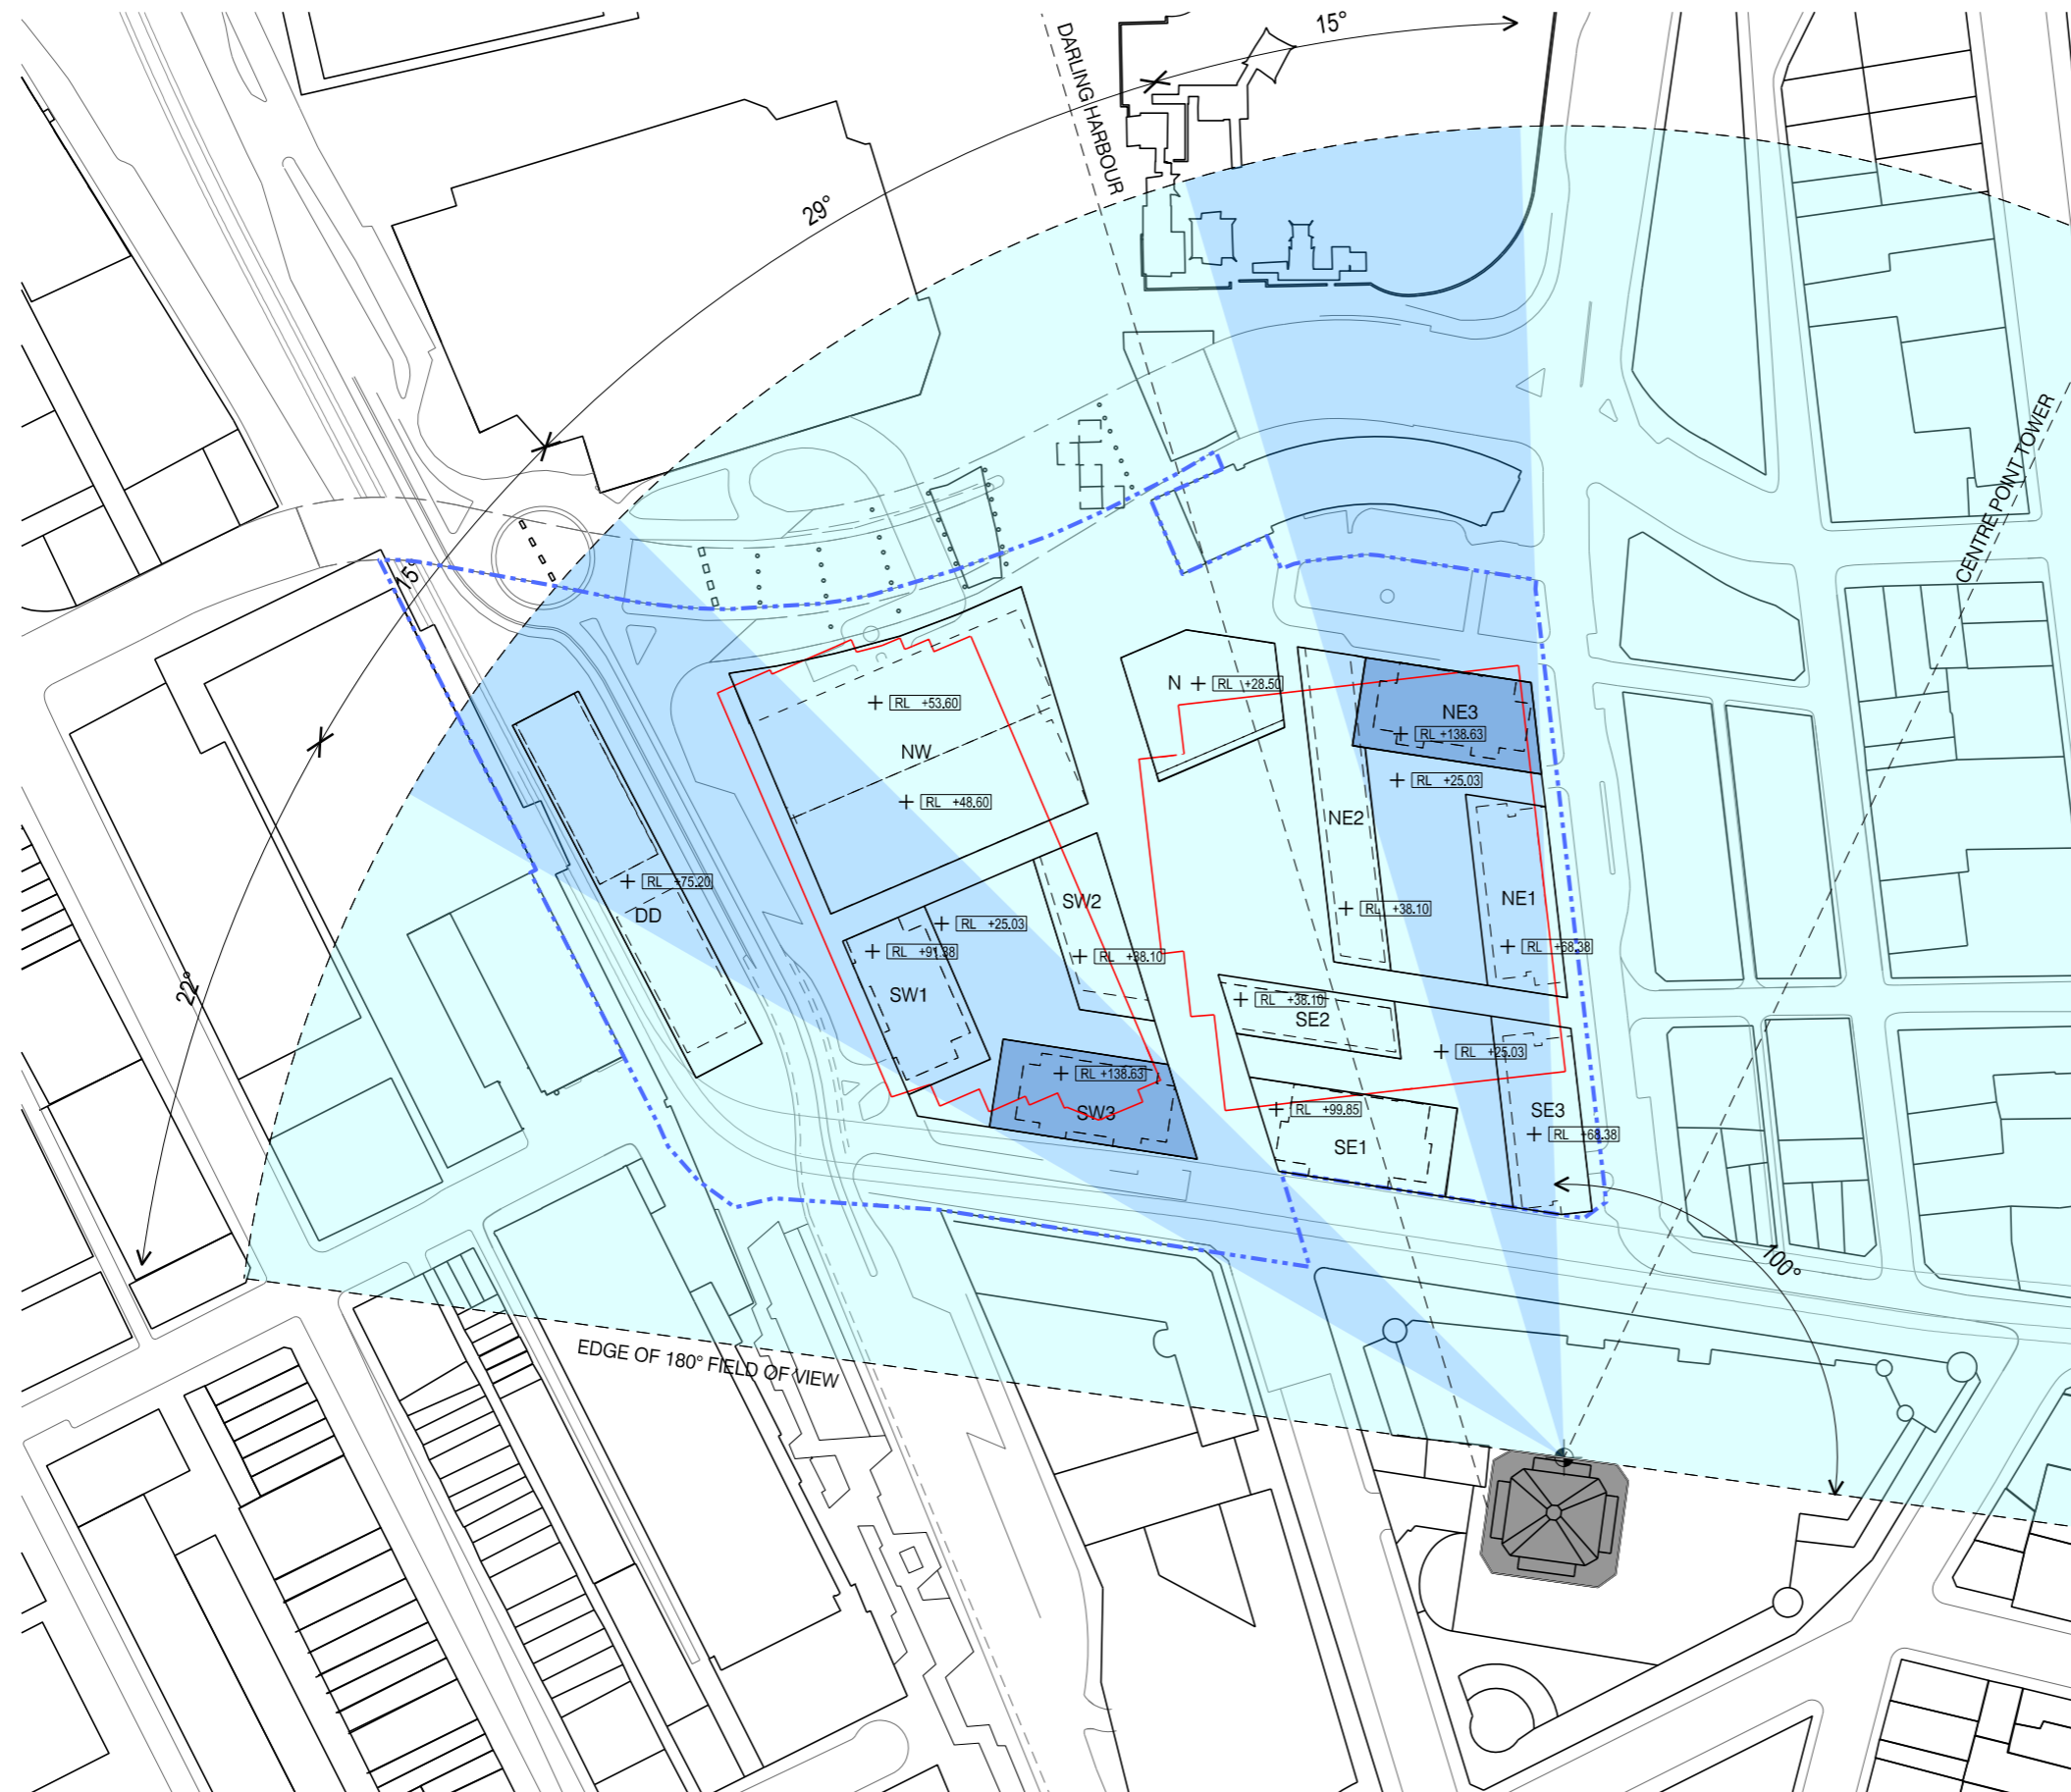 15°
DARLING HARBOUR
29°
CENTRE POINT TOWER
15°
N
RL +28.50
RL +53.60
NE3
RL +138.63
NW
RL +25.03
RL +48.60
NE2
RL +75.20
DD
SW2
NE1
RL +38.10
RL +25.03
RL +91.88
RL +38.10
RL +68.38
22°
SW1
RL +38.10
SE2
RL +25.03
RL +138.63
SW3
RL +99.85
SE3
RL +68.38
SE1
100°
EDGE OF 180° FIELD OF VIEW